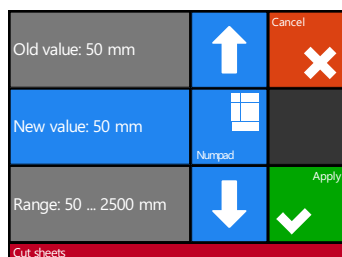 Old value: 50 mm
Cancel
New value: 50 mm
Numpad
Range: 50 ... 2500 mm
Apply
Cut sheets